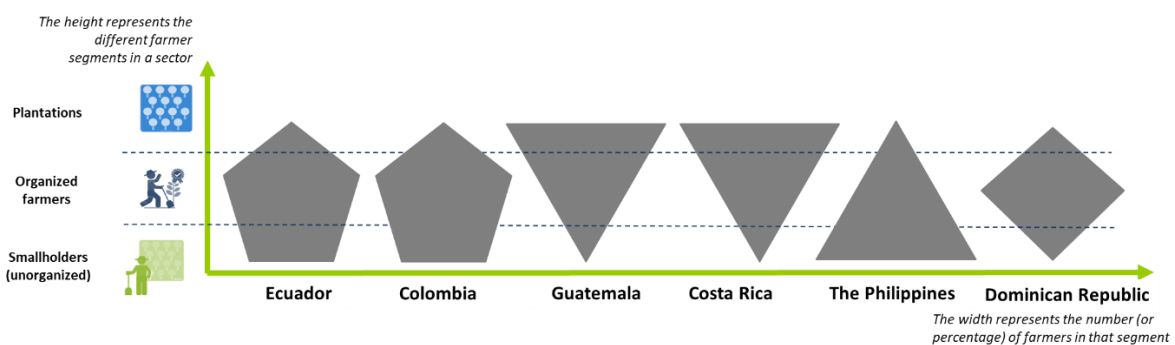 The height represents the
different farmer
segments in a sector
Plantations
Organized
farmers
Smallholders
(unorganized)
Ecuador
Colombia
Guatemala
Costa Rica
The Philippines
Dominican Republic
The width represents the number (or
percentage) of farmers in that segment